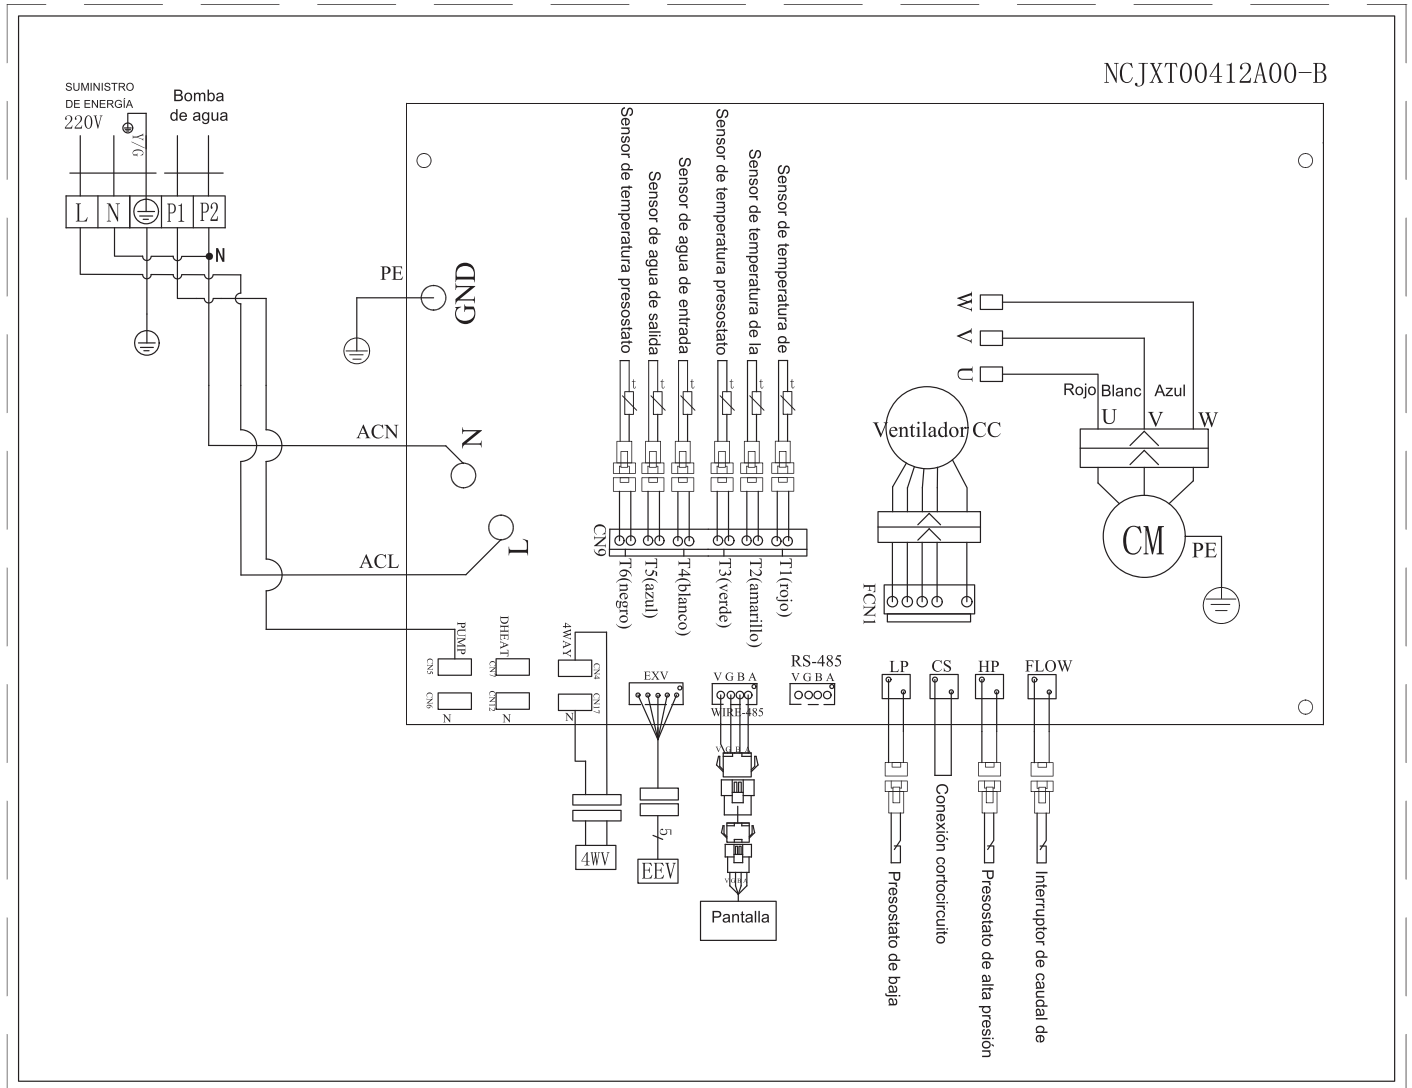 NCJXT00412A00-B
SUMINISTRO
DE ENERGÍA
220V
Y/G
Bomba
de agua
L
N
P1
P2
N
PE
GND
ACN
N
ACL
L
Sensor de temperatura presostato
Sensor de agua de salida
Sensor de agua de entrada
Sensor de temperatura presostato
Sensor de temperatura de la
Sensor de temperatura de
t
t
t
t
t
t
CN9
T6(negro)
T5(azul)
T4(blanco)
T3(verde)
T2(amarillo)
T1(rojo)
W
V
U
Rojo
Blanc
Azul
U
V
W
Ventilador CC
FCN1
CM
PE
PUMP
CN5
CN6
N
DHEAT
CN7
CN12
N
4WAY
CN4
CN17
N
4WV
EXV
5
EEV
V G B A
WIRE-485
V G B A
V G B A
Pantalla
RS-485
V G B A
LP
CS
HP
FLOW
Presostato de baja
Conexión cortocircuito
Presostato de alta presión
Interruptor de caudal de